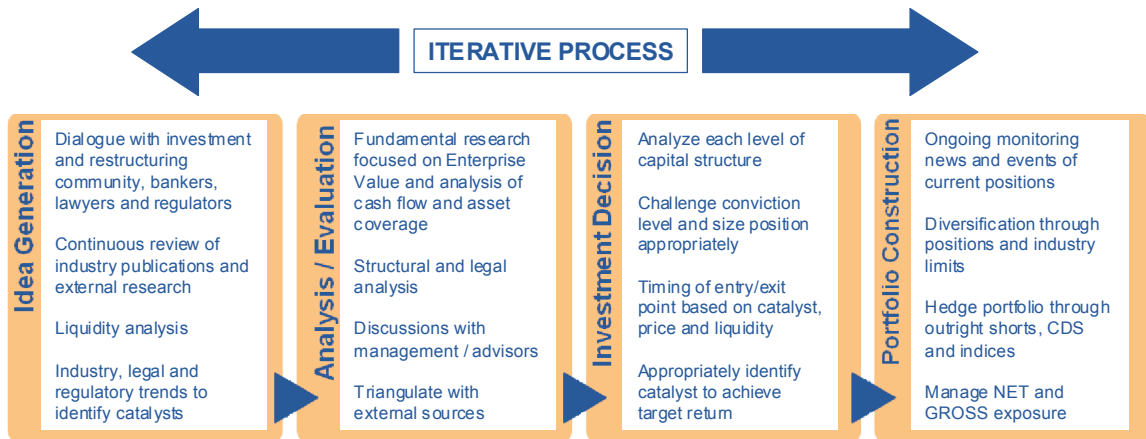 ITERATIVE PROCESS
Idea Generation
Dialogue with investment
and restructuring
community, bankers,
lawyers and regulators
Continuous review of
industry publications and
external research
Liquidity analysis
Industry, legal and
regulatory trends to
identify catalysts
Analysis / Evaluation
Fundamental research
focused on Enterprise
Value and analysis of
cash flow and asset
coverage
Structural and legal
analysis
Discussions with
management / advisors
Triangulate with
external sources
Investment Decision
Analyze each level of
capital structure
Challenge conviction
level and size position
appropriately
Timing of entry/exit
point based on catalyst,
price and liquidity
Appropriately identify
catalyst to achieve
target return
Portfolio Construction
Ongoing monitoring
news and events of
current positions
Diversification through
positions and industry
limits
Hedge portfolio through
outright shorts, CDS
and indices
Manage NET and
GROSS exposure